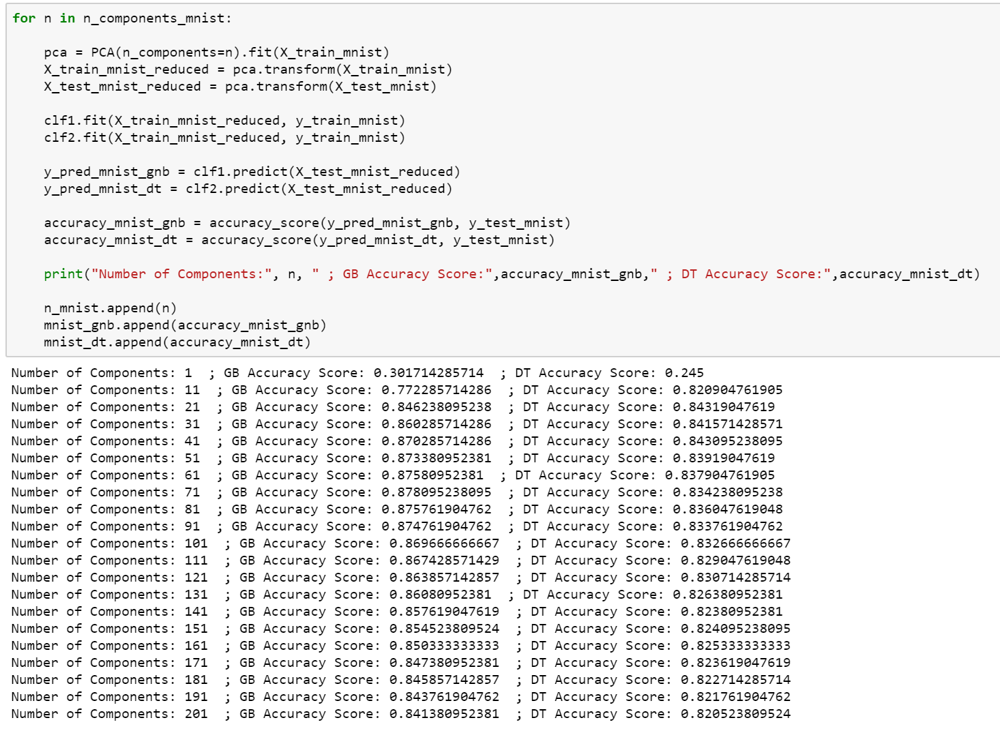 for n in n_components_mnist:
pca = PCA(n_components=n).fit(X_train_mnist)
X_train_mnist_reduced = pca.transform(X_train_mnist)
X_test_mnist_reduced = pca.transform(X_test_mnist)
clf1.fit(X_train_mnist_reduced, y_train_mnist)
clf2.fit(X_train_mnist_reduced, y_train_mnist)
y_pred_mnist_gnb = clf1.predict(X_test_mnist_reduced)
y_pred_mnist_dt = clf2.predict(X_test_mnist_reduced)
accuracy_mnist_gnb = accuracy_score(y_pred_mnist_gnb, y_test_mnist)
accuracy_mnist_dt = accuracy_score(y_pred_mnist_dt, y_test_mnist)
print("Number of Components:", n, " ; GB Accuracy Score:",accuracy_mnist_gnb," ; DT Accuracy Score:",accuracy_mnist_dt)
n_mnist.append(n)
mnist_gnb.append(accuracy_mnist_gnb)
mnist_dt.append(accuracy_mnist_dt)
Number of Components: 1  ; GB Accuracy Score: 0.301714285714  ; DT Accuracy Score: 0.245
Number of Components: 11  ; GB Accuracy Score: 0.772285714286  ; DT Accuracy Score: 0.820904761905
Number of Components: 21  ; GB Accuracy Score: 0.846238095238  ; DT Accuracy Score: 0.84319047619
Number of Components: 31  ; GB Accuracy Score: 0.860285714286  ; DT Accuracy Score: 0.841571428571
Number of Components: 41  ; GB Accuracy Score: 0.870285714286  ; DT Accuracy Score: 0.843095238095
Number of Components: 51  ; GB Accuracy Score: 0.873380952381  ; DT Accuracy Score: 0.83919047619
Number of Components: 61  ; GB Accuracy Score: 0.87580952381  ; DT Accuracy Score: 0.837904761905
Number of Components: 71  ; GB Accuracy Score: 0.878095238095  ; DT Accuracy Score: 0.834238095238
Number of Components: 81  ; GB Accuracy Score: 0.875761904762  ; DT Accuracy Score: 0.836047619048
Number of Components: 91  ; GB Accuracy Score: 0.874761904762  ; DT Accuracy Score: 0.833761904762
Number of Components: 101  ; GB Accuracy Score: 0.869666666667  ; DT Accuracy Score: 0.832666666667
Number of Components: 111  ; GB Accuracy Score: 0.867428571429  ; DT Accuracy Score: 0.829047619048
Number of Components: 121  ; GB Accuracy Score: 0.863857142857  ; DT Accuracy Score: 0.830714285714
Number of Components: 131  ; GB Accuracy Score: 0.86080952381  ; DT Accuracy Score: 0.826380952381
Number of Components: 141  ; GB Accuracy Score: 0.857619047619  ; DT Accuracy Score: 0.82380952381
Number of Components: 151  ; GB Accuracy Score: 0.854523809524  ; DT Accuracy Score: 0.824095238095
Number of Components: 161  ; GB Accuracy Score: 0.850333333333  ; DT Accuracy Score: 0.825333333333
Number of Components: 171  ; GB Accuracy Score: 0.847380952381  ; DT Accuracy Score: 0.823619047619
Number of Components: 181  ; GB Accuracy Score: 0.845857142857  ; DT Accuracy Score: 0.822714285714
Number of Components: 191  ; GB Accuracy Score: 0.843761904762  ; DT Accuracy Score: 0.821761904762
Number of Components: 201  ; GB Accuracy Score: 0.841380952381  ; DT Accuracy Score: 0.820523809524